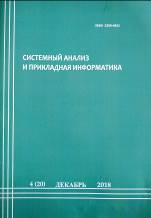 СИСТЕМНЫЙ АНАЛИЗ
И ПРИКЛАДНАЯ ИНФОРМАТИКА
4 (20) ДЕКАБРЬ 2018